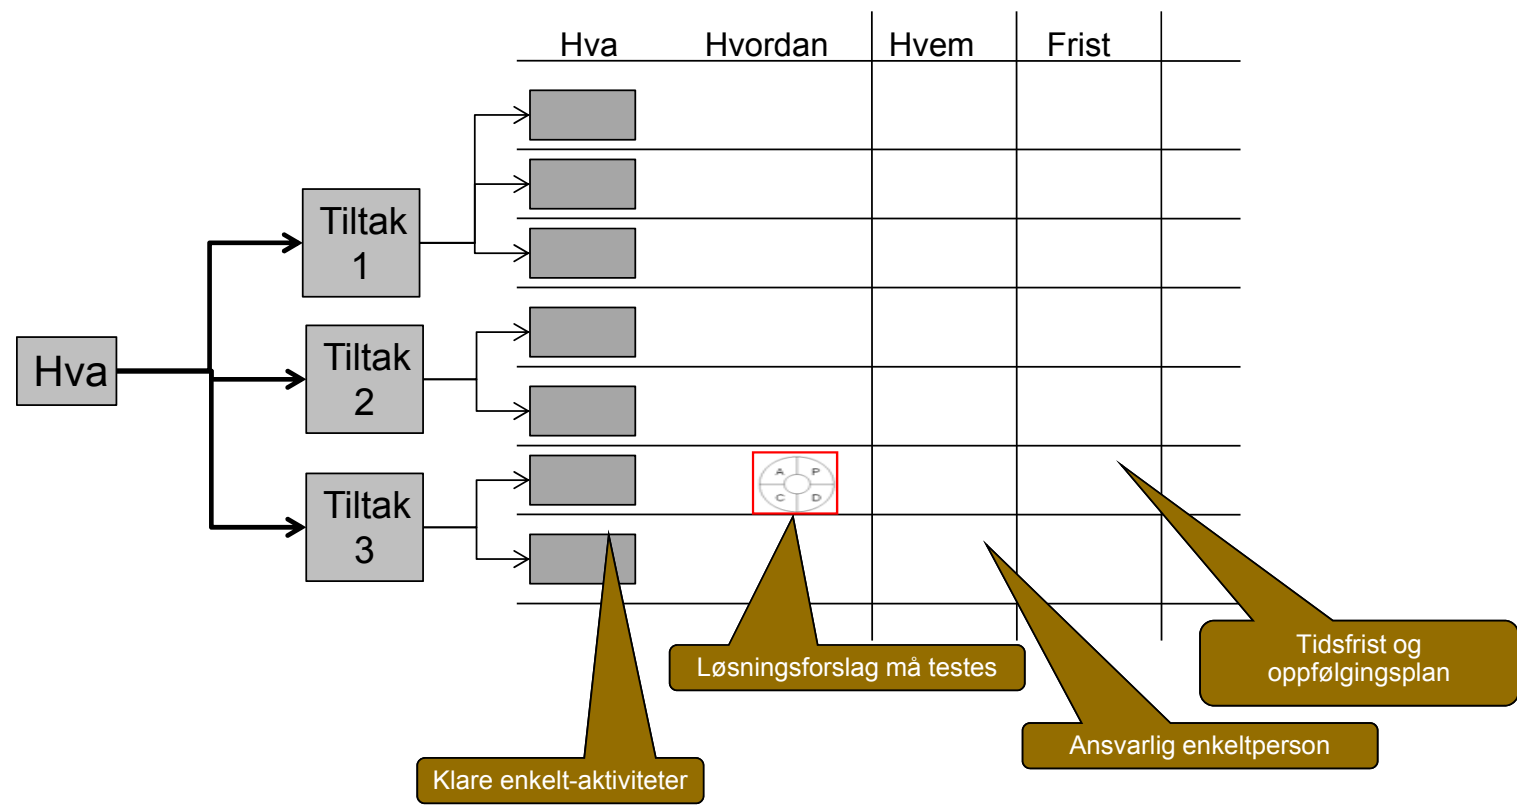 Hva Hvordan Hvem Frist
Tiltak
1
Hva
Tiltak
2
Tiltak
3
A P
C D
Løsningsforslag må testes
Tidsfrist og
oppfølgingsplan
Ansvarlig enkeltperson
Klare enkelt-aktiviteter